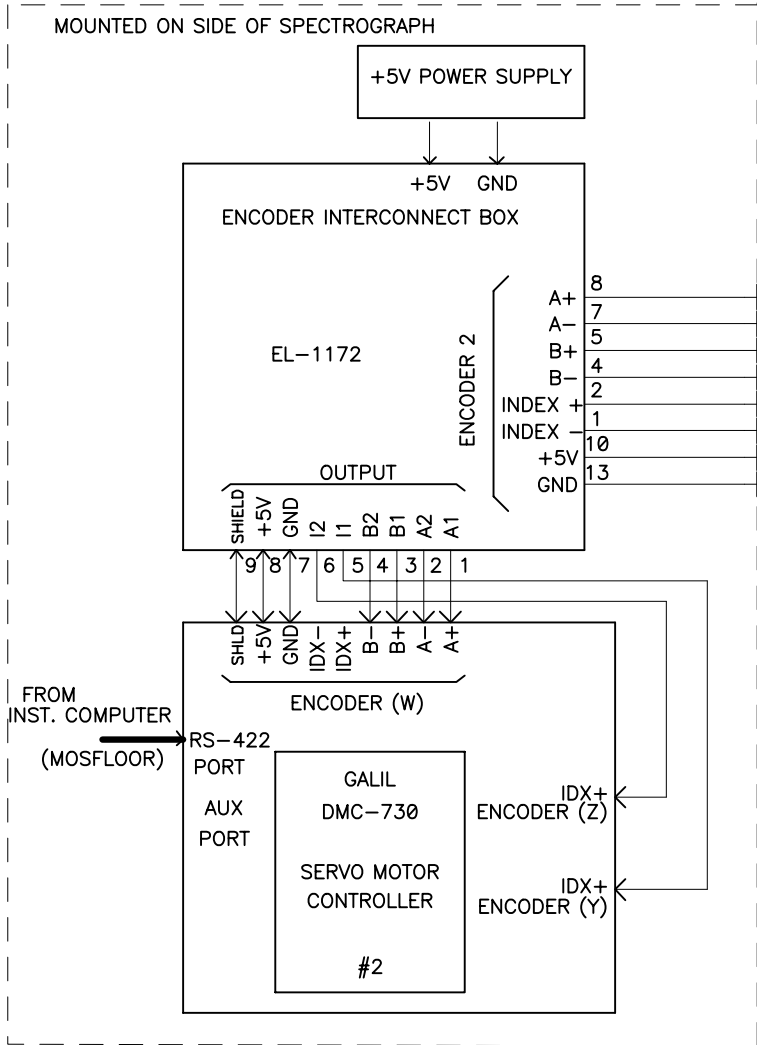 MOUNTED ON SIDE OF SPECTROGRAPH
+5V POWER SUPPLY
+5V GND
ENCODER INTERCONNECT BOX
EL-1172
ENCODER 2
A+ 8
A- 7
B+ 5
B- 4
INDEX + 2
INDEX - 1
+5V 10
GND 13
OUTPUT
SHIELD +5V GND I2 I1 B2 B1 A2 A1
9 8 7 6 5 4 3 2 1
SHLD +5V GND IDX- IDX+ B- B+ A- A+
ENCODER (W)
FROM
INST. COMPUTER
(MOSFLOOR)
RS-422
PORT
AUX
PORT
GALIL
DMC-730
SERVO MOTOR
CONTROLLER
#2
IDX+
ENCODER (Z)
IDX+
ENCODER (Y)